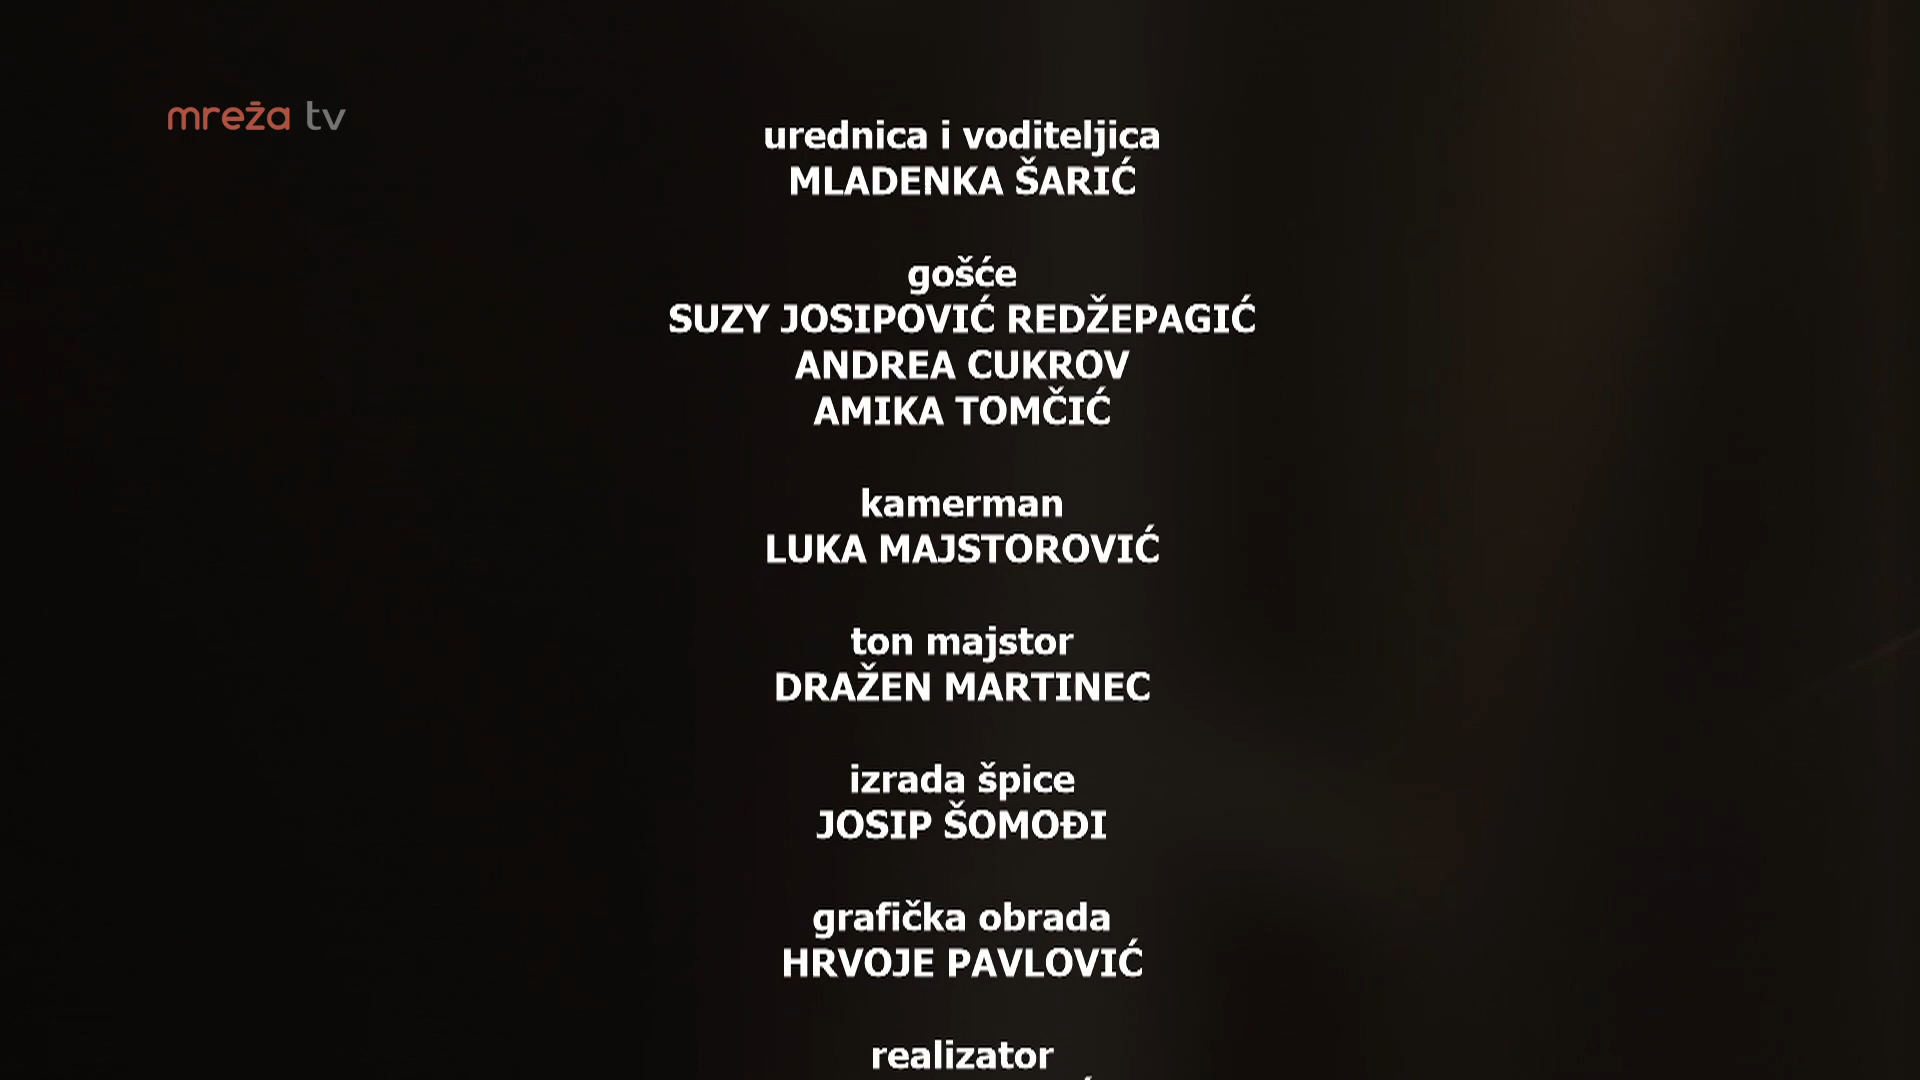 mreža tv
urednica i voditeljica
MLADENKA ŠARIĆ
gošće
SUZY JOSIPOVIĆ REDŽEPAGIĆ
ANDREA CUKROV
AMIKA TOMČIĆ
kamerman
LUKA MAJSTOROVIĆ
ton majstor
DRAŽEN MARTINEC
izrada špice
JOSIP ŠOMOĐI
grafička obrada
HRVOJE PAVLOVIĆ
realizator